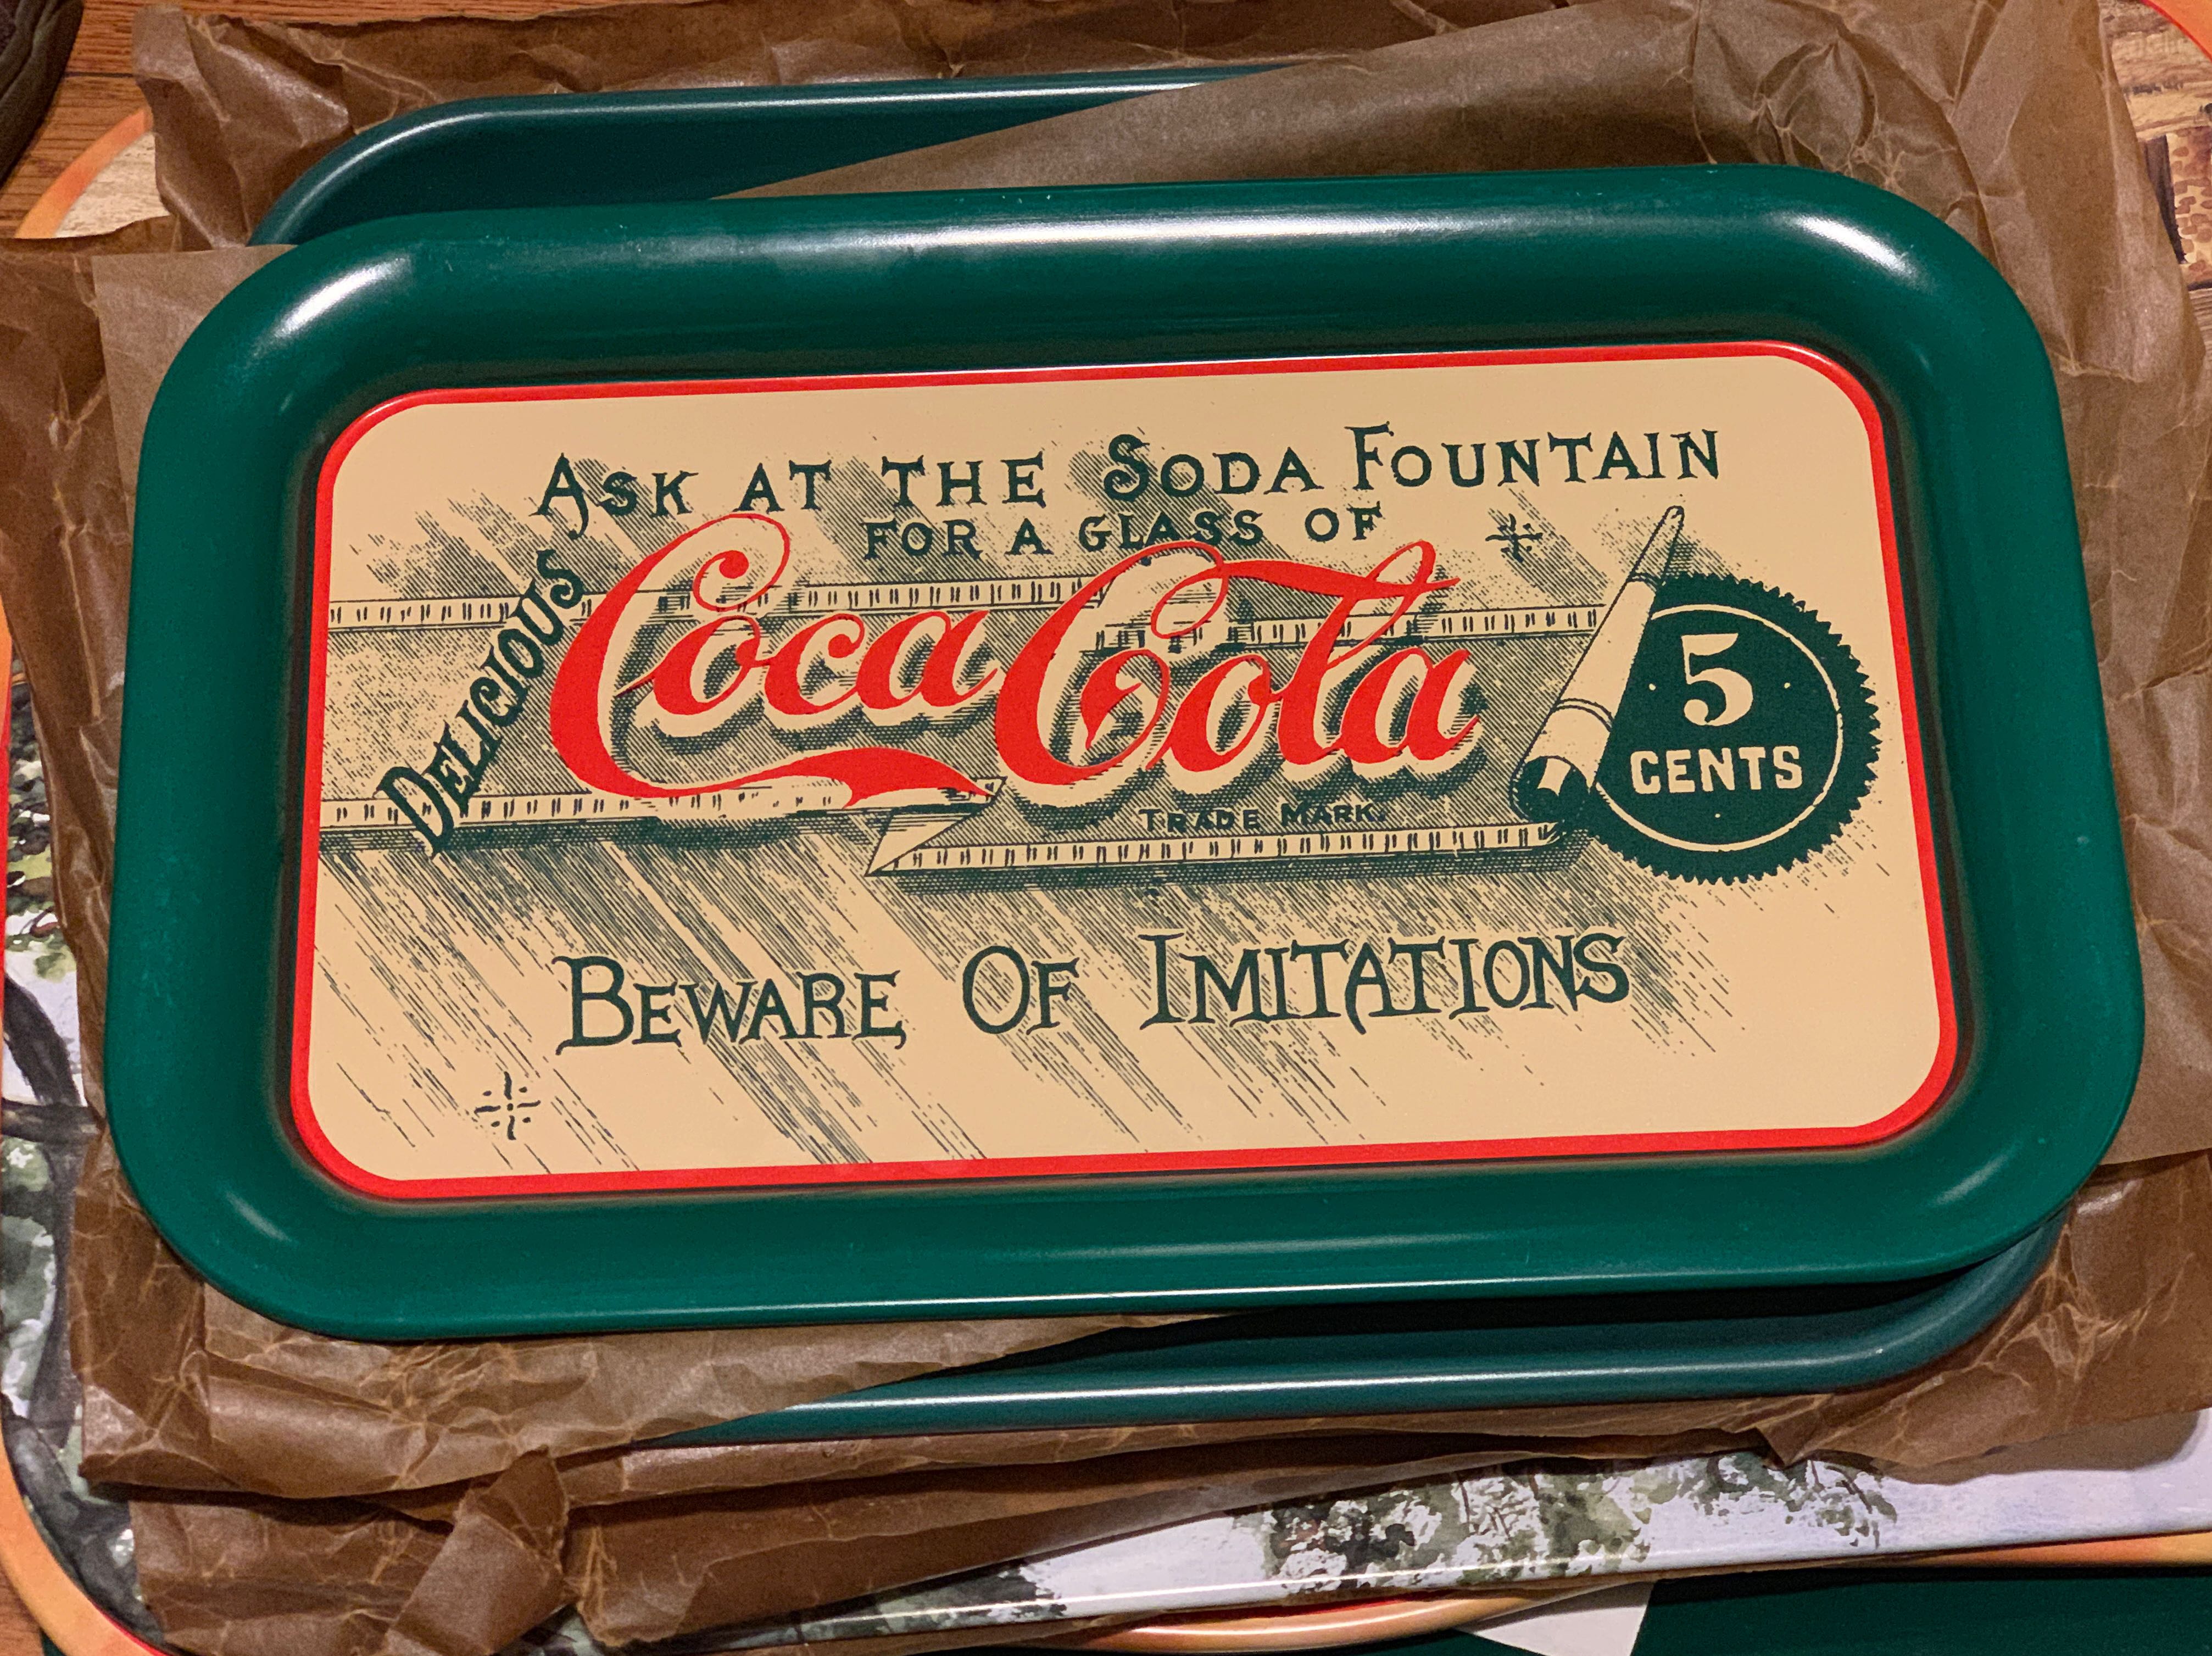 Ask at the Soda Fountain
for a glass of
Delicious
Coca Cola
Trade Mark.
5
CENTS
Beware Of Imitations